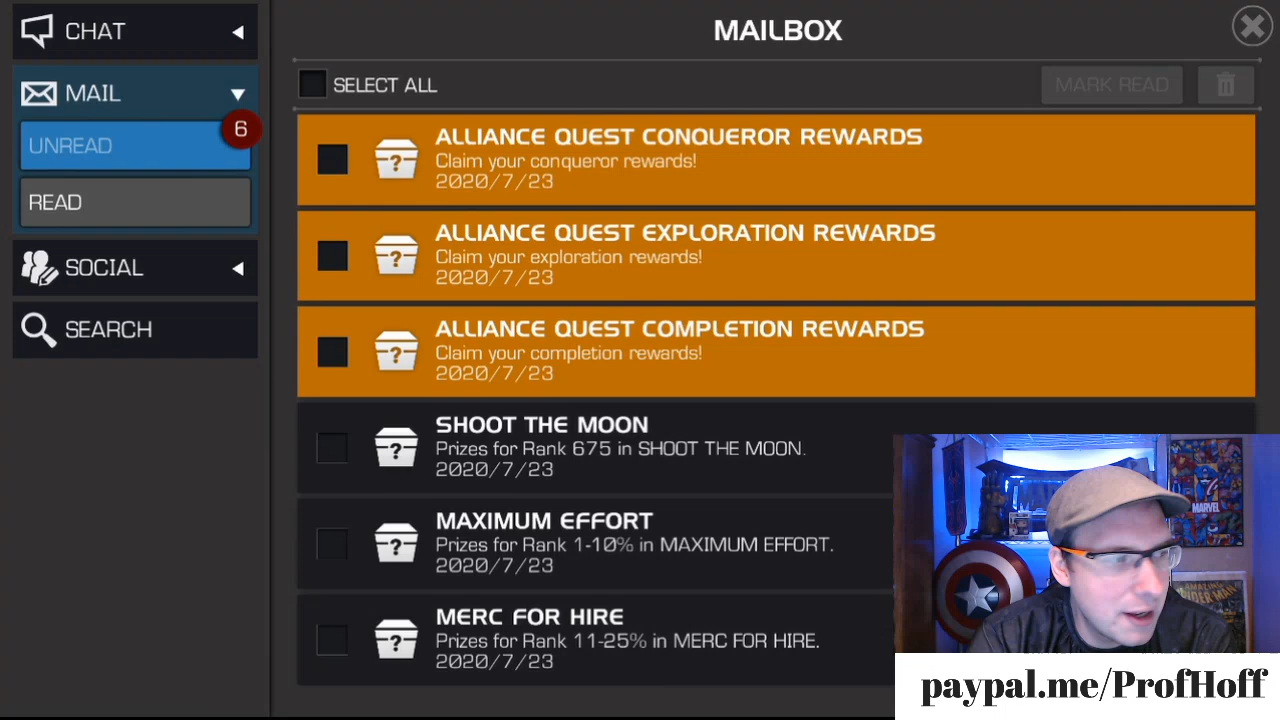 CHAT
MAIL
6
UNREAD
READ
SOCIAL
SEARCH
MAILBOX
SELECT ALL
MARK READ
ALLIANCE QUEST CONQUEROR REWARDS
Claim your conqueror rewards!
2020/7/23
ALLIANCE QUEST EXPLORATION REWARDS
Claim your exploration rewards!
2020/7/23
ALLIANCE QUEST COMPLETION REWARDS
Claim your completion rewards!
2020/7/23
SHOOT THE MOON
Prizes for Rank 675 in SHOOT THE MOON.
2020/7/23
MAXIMUM EFFORT
Prizes for Rank 1-10% in MAXIMUM EFFORT.
2020/7/23
MERC FOR HIRE
Prizes for Rank 11-25% in MERC FOR HIRE.
2020/7/23
MARVEL
AMAZING
SPIDER-MAN
paypal.me/ProfHoff